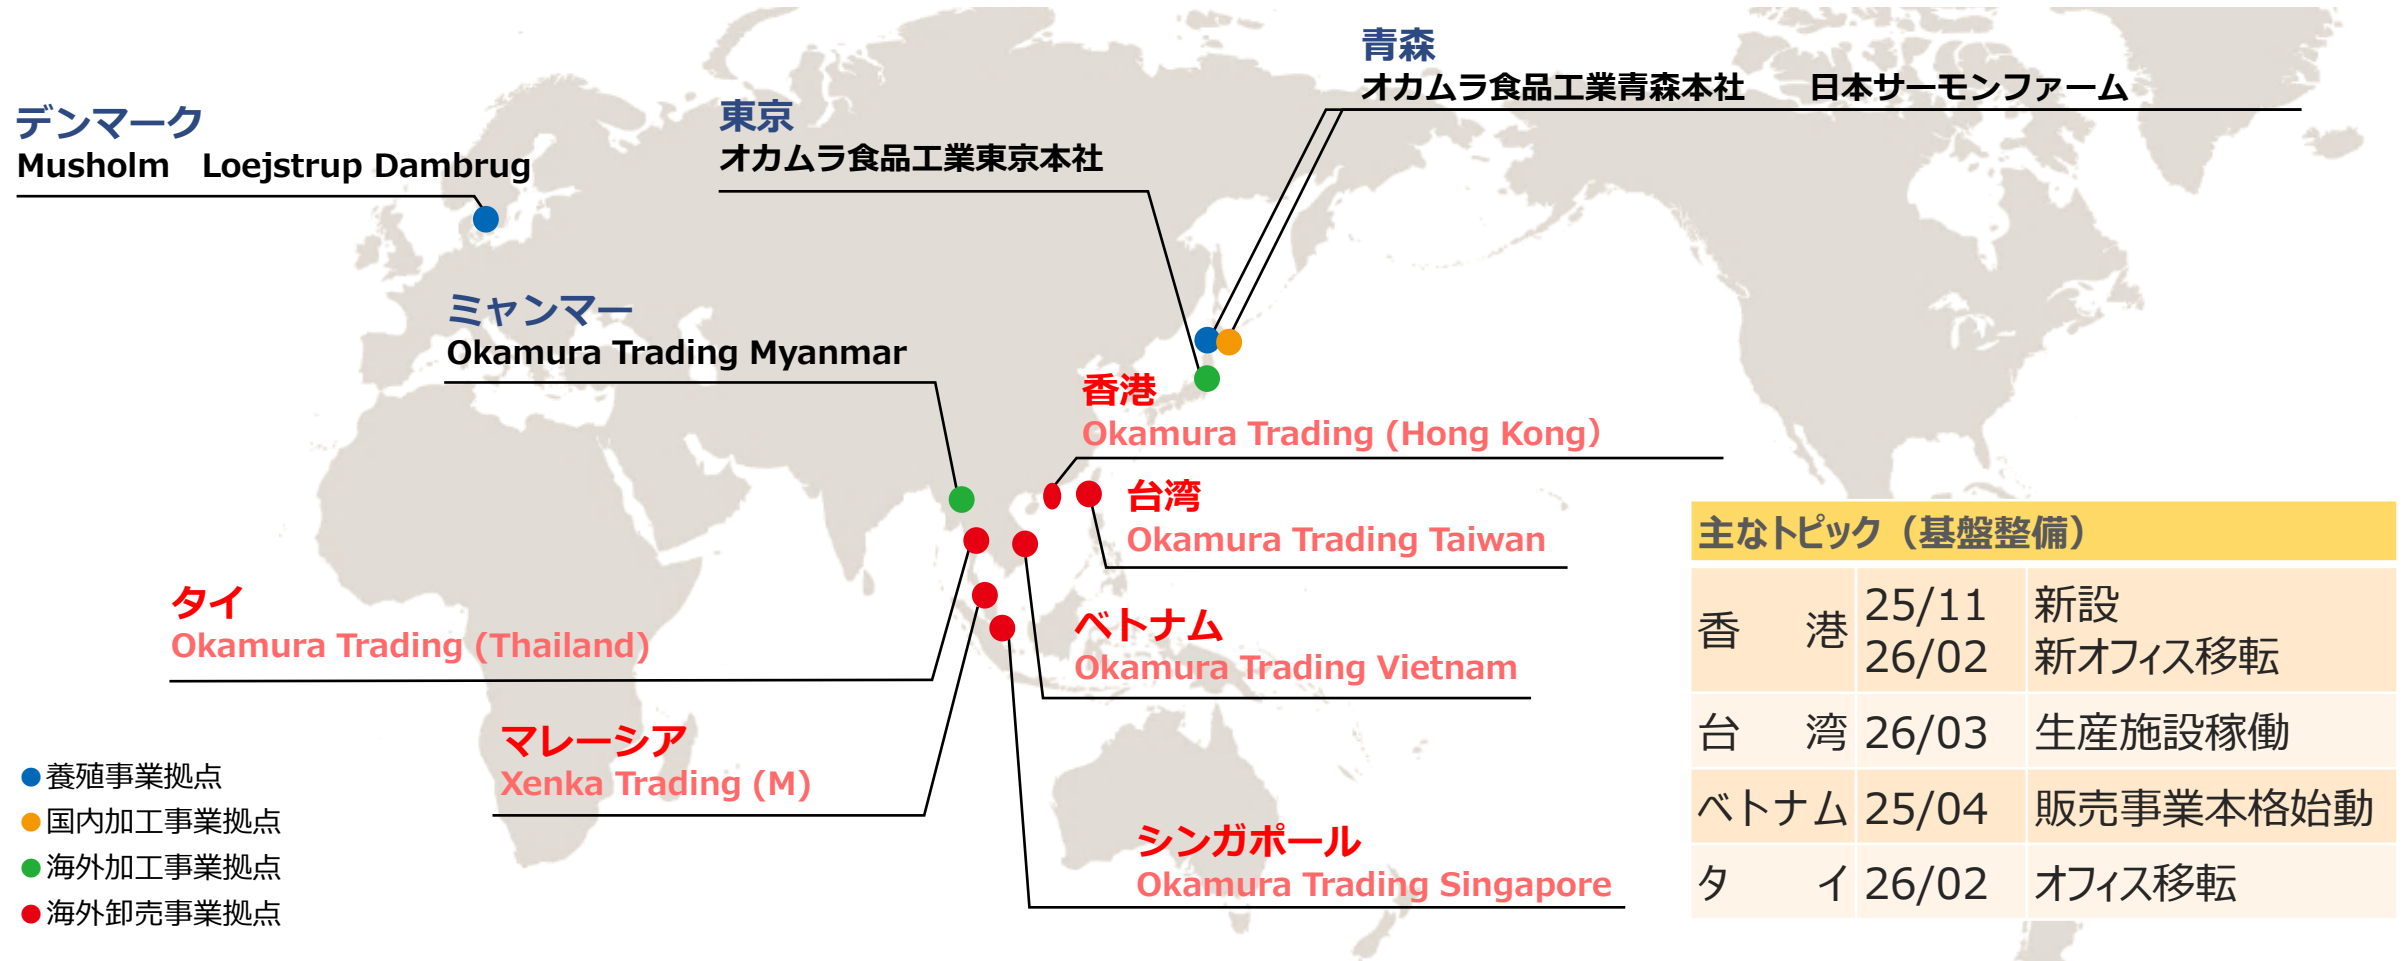 青森
オカムラ食品工業青森本社　日本サーモンファーム
デンマーク
Musholm　Loejstrup Dambrug
東京
オカムラ食品工業東京本社
ミャンマー
Okamura Trading Myanmar
香港
Okamura Trading (Hong Kong）
台湾
Okamura Trading Taiwan
タイ
Okamura Trading (Thailand)
ベトナム
Okamura Trading Vietnam
マレーシア
Xenka Trading (M)
シンガポール
Okamura Trading Singapore
養殖事業拠点
国内加工事業拠点
海外加工事業拠点
海外卸売事業拠点
主なトピック（基盤整備）
香港 25/11 新設
26/02 新オフィス移転
台湾 26/03 生産施設稼働
ベトナム 25/04 販売事業本格始動
タイ 26/02 オフィス移転